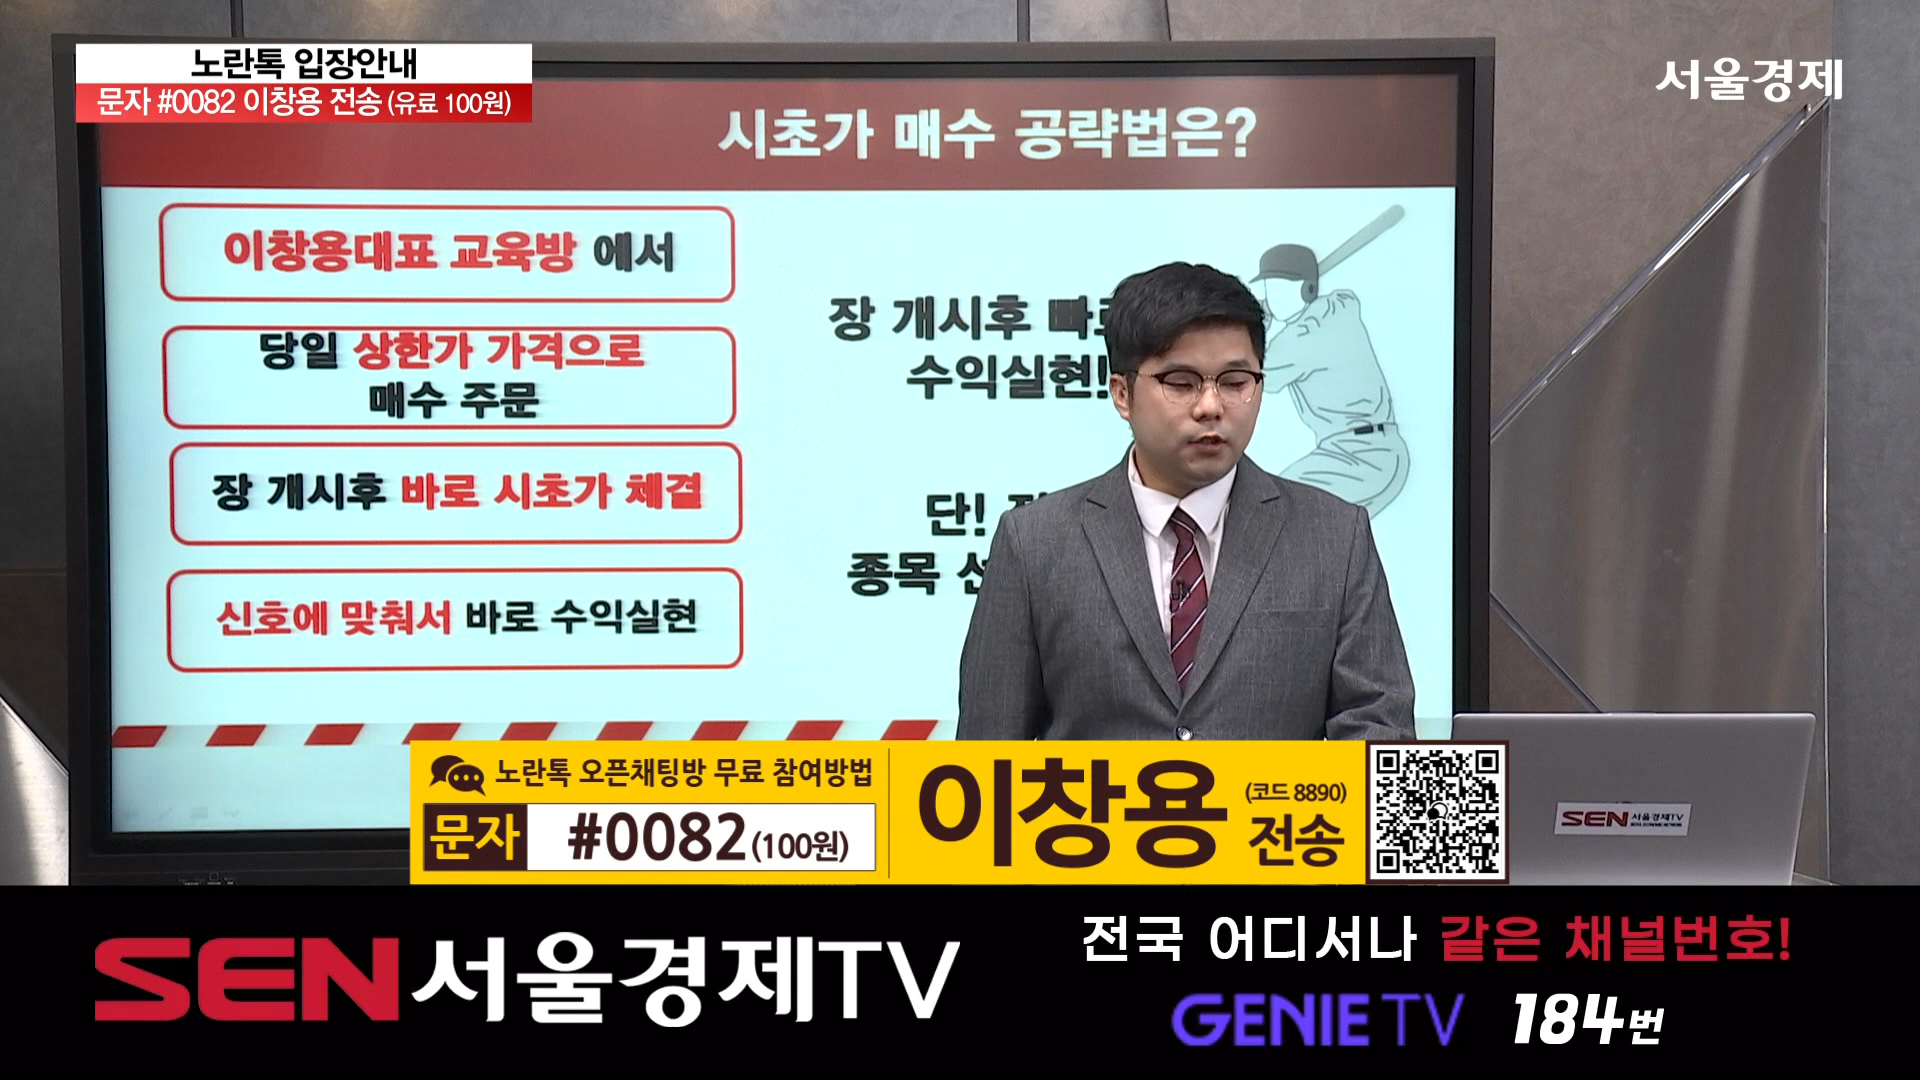 노란톡 입장안내
문자 #0082 이창용 전송 (유료 100원)
서울경제
시초가 매수 공략법은?
이창용대표 교육방 에서
당일 상한가 가격으로
매수 주문
장 개시후 바로 시초가 체결
신호에 맞춰서 바로 수익실현
장 개시후
수익실현!
단!
종목
노란톡 오픈채팅방 무료 참여방법
문자 #0082 (100원)
이창용 (코드 8890) 전송
SEN 서울경제TV
SEN 서울경제TV
전국 어디서나 같은 채널번호!
GENIE TV 184번